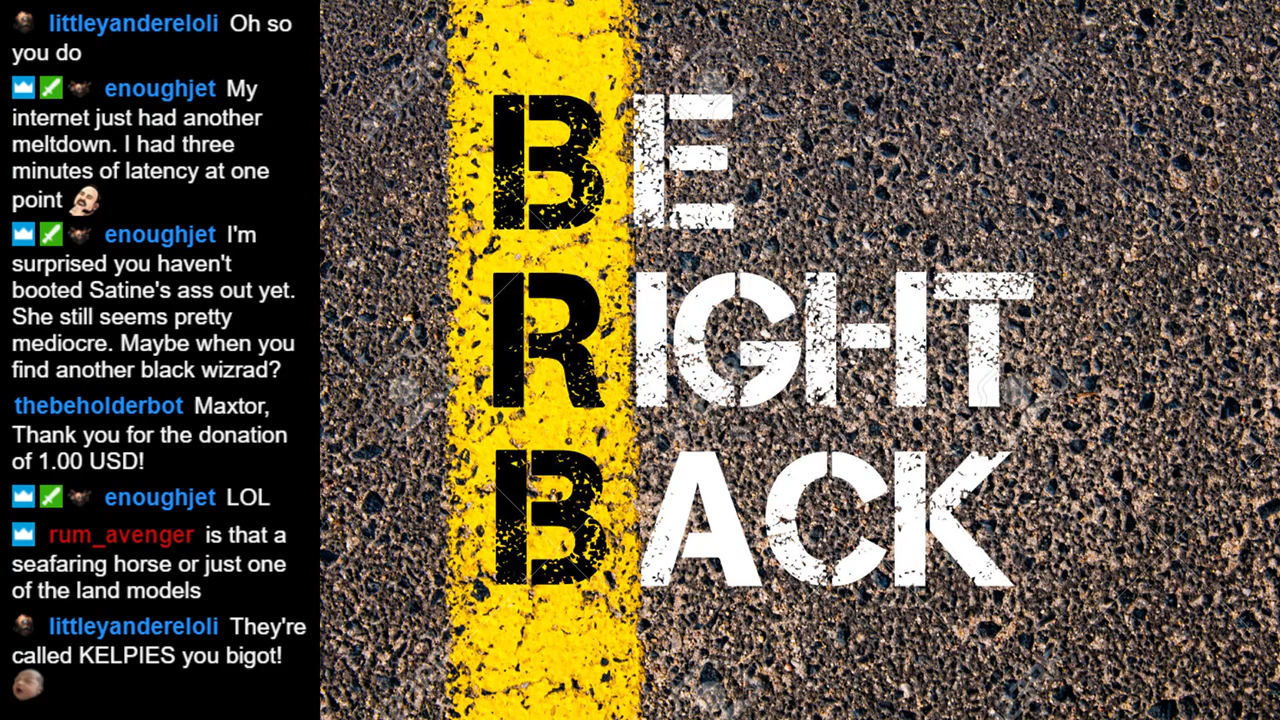 littleyandereloli Oh so
you do
enoughjet My
internet just had another
meltdown. I had three
minutes of latency at one
point
enoughjet I'm
surprised you haven't
booted Satine's ass out yet.
She still seems pretty
mediocre. Maybe when you
find another black wizrad?
thebeholderbot Maxtor,
Thank you for the donation
of 1.00 USD!
enoughjet LOL
rum_avenger is that a
seafaring horse or just one
of the land models
littleyandereloli They're
called KELPIES you bigot!
BE
RIGHT
BACK